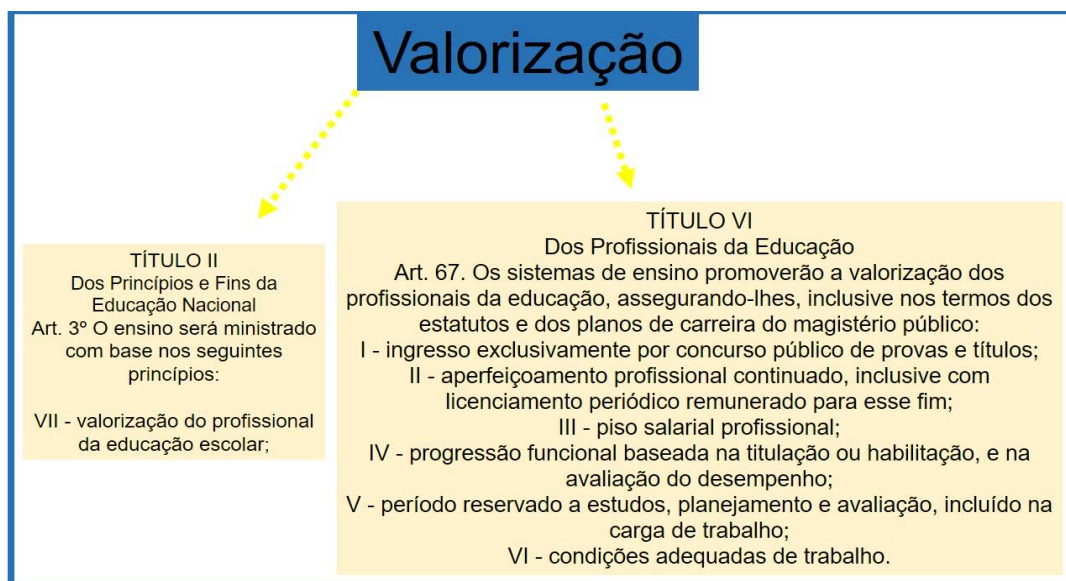 Valorização
TÍTULO II
Dos Princípios e Fins da
Educação Nacional
Art. 3º O ensino será ministrado
com base nos seguintes
princípios:
VII - valorização do profissional
da educação escolar;
TÍTULO VI
Dos Profissionais da Educação
Art. 67. Os sistemas de ensino promoverão a valorização dos
profissionais da educação, assegurando-lhes, inclusive nos termos dos
estatutos e dos planos de carreira do magistério público:
I - ingresso exclusivamente por concurso público de provas e títulos;
II - aperfeiçoamento profissional continuado, inclusive com
licenciamento periódico remunerado para esse fim;
III - piso salarial profissional;
IV - progressão funcional baseada na titulação ou habilitação, e na
avaliação do desempenho;
V - período reservado a estudos, planejamento e avaliação, incluído na
carga de trabalho;
VI - condições adequadas de trabalho.